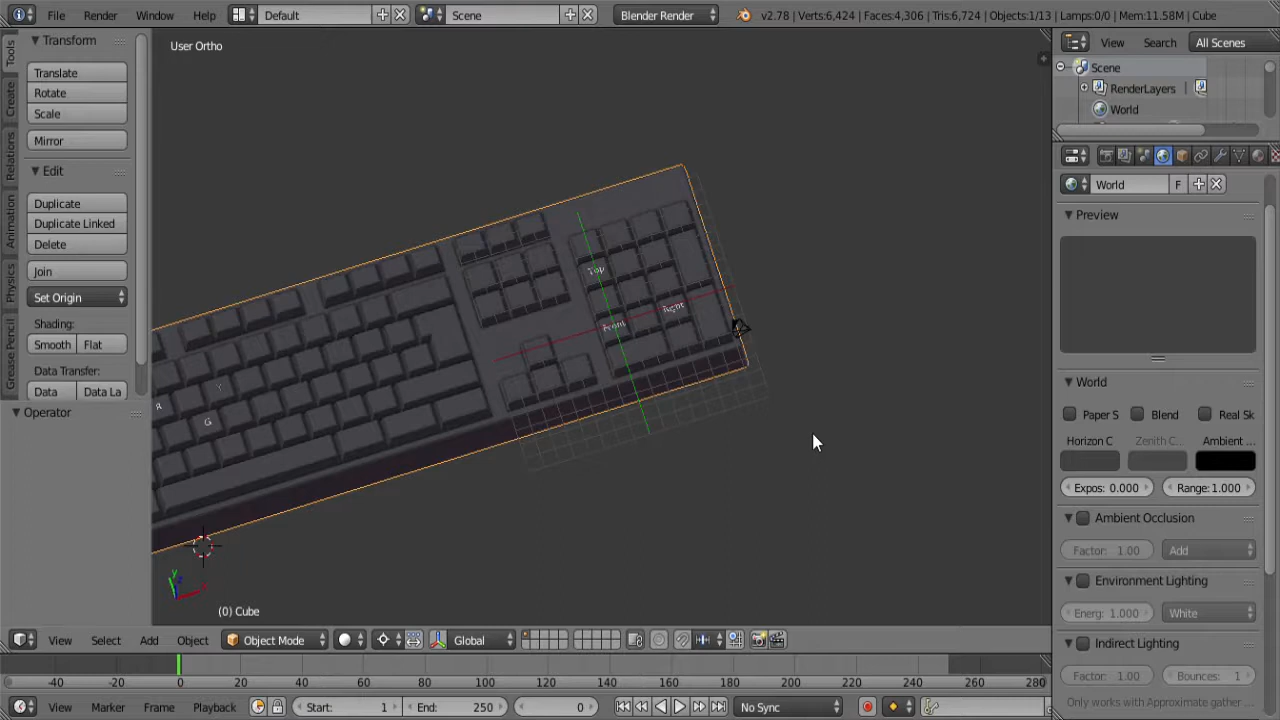 File Render Window Help Default Scene Blender Render v2.78 | Verts:6,424 | Faces:4,306 | Tris:6,724 | Objects:1/13 | Lamps:0/0 | Mem:11.58M | Cube
Tools
Create
Relations
Animation
Physics
Grease Pencil
Transform
Translate
Rotate
Scale
Mirror
Edit
Duplicate
Duplicate Linked
Delete
Join
Set Origin
Shading:
Smooth Flat
Data Transfer:
Data Data La
Operator
User Ortho
Top
Right
Front
Y
R
G
(0) Cube
View Select Add Object Object Mode Global
-40 -20 0 20 40 60 80 100 120 140 160 180 200 220 240 260 280
View Marker Frame Playback Start: 1 End: 250 0 No Sync
View Search All Scenes
Scene
RenderLayers
World
World F
Preview
World
Paper S Blend Real Sk
Horizon C Zenith C Ambient ...
Expos: 0.000 Range: 1.000
Ambient Occlusion
Factor: 1.00 Add
Environment Lighting
Energ: 1.000 White
Indirect Lighting
Factor: 1.00 Bounces: 1
Only works with Approximate gather ...